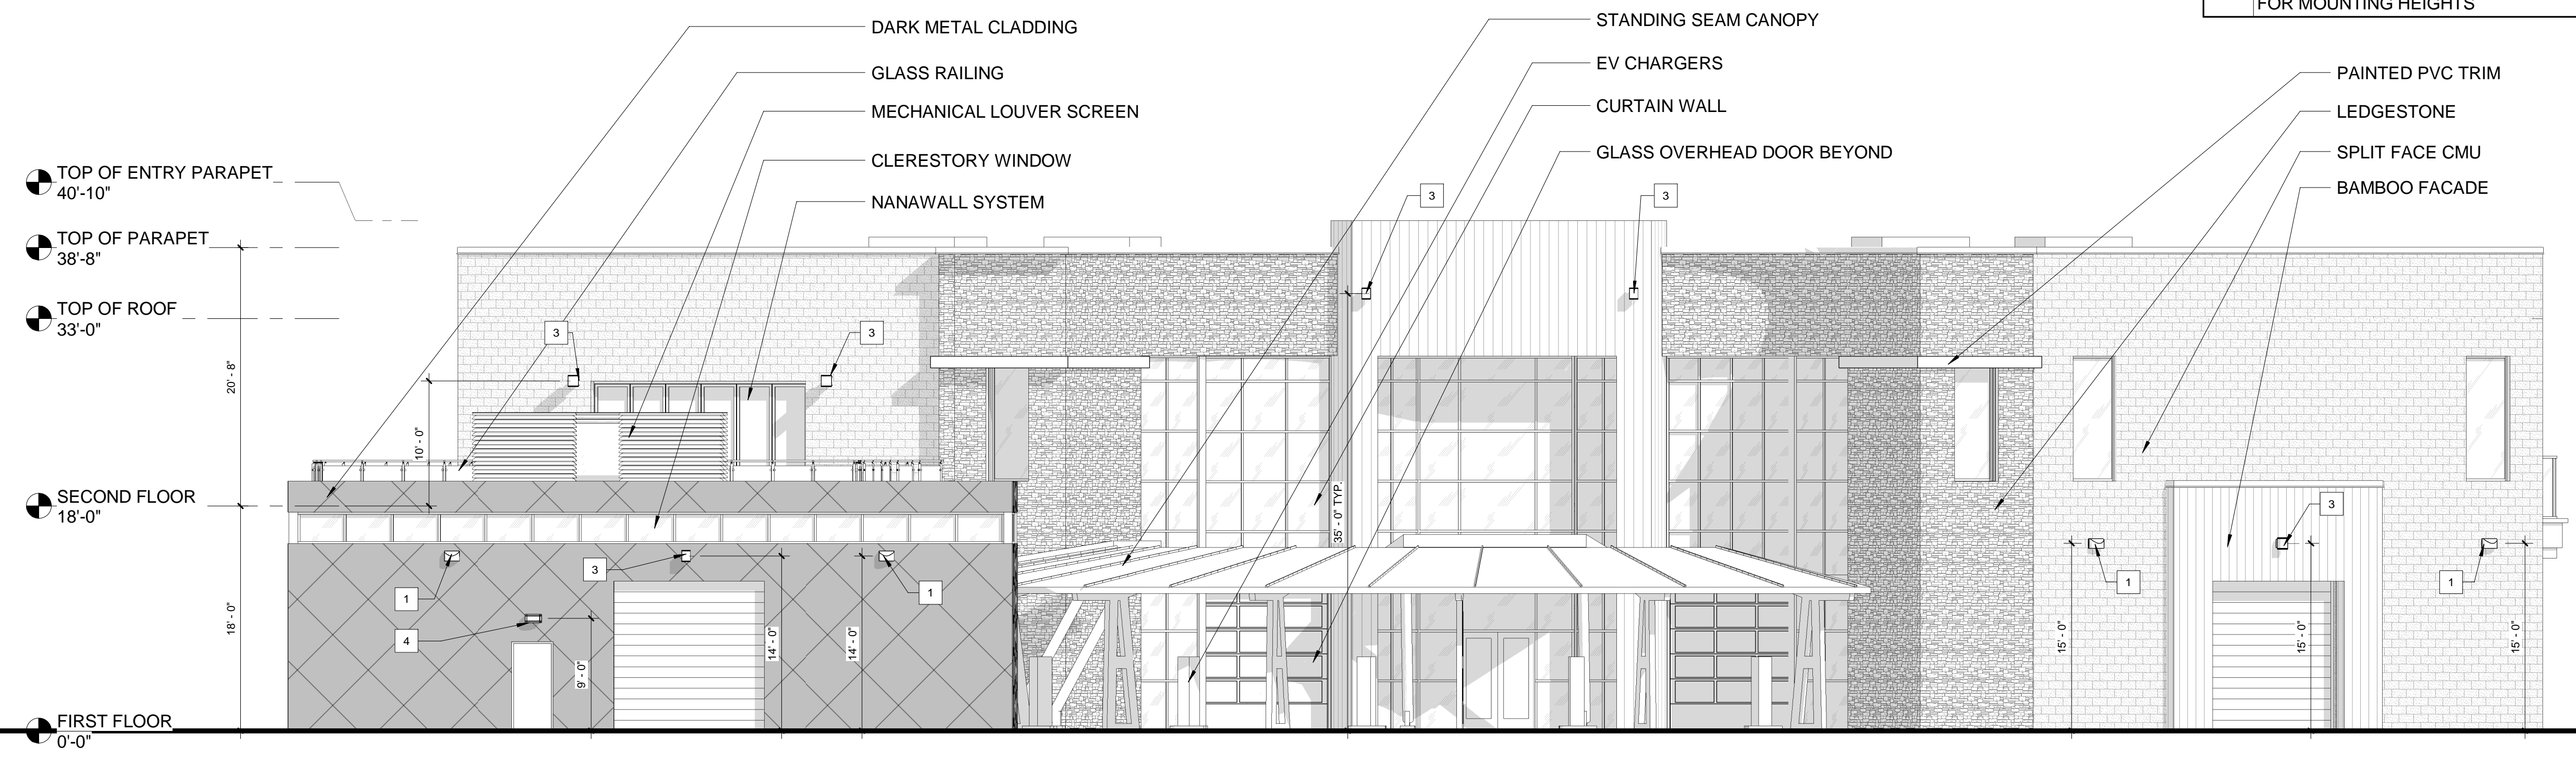 FOR MOUNTING HEIGHTS
DARK METAL CLADDING
GLASS RAILING
MECHANICAL LOUVER SCREEN
CLERESTORY WINDOW
NANAWALL SYSTEM
STANDING SEAM CANOPY
EV CHARGERS
CURTAIN WALL
GLASS OVERHEAD DOOR BEYOND
PAINTED PVC TRIM
LEDGESTONE
SPLIT FACE CMU
BAMBOO FACADE
TOP OF ENTRY PARAPET
40'-10"
TOP OF PARAPET
38'-8"
TOP OF ROOF
33'-0"
SECOND FLOOR
18'-0"
FIRST FLOOR
0'-0"
20' - 8"
18' - 0"
3
3
3
3
10' - 0"
35' - 0" TYP.
3
1
3
1
1
1
4
9' - 0"
14' - 0"
14' - 0"
15' - 0"
15' - 0"
15' - 0"